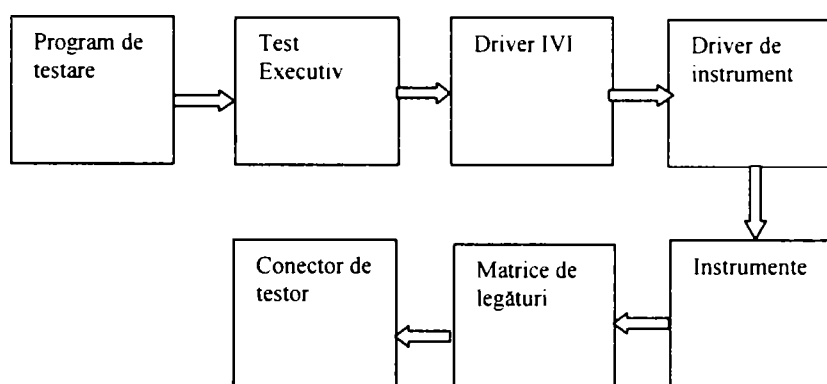 Program de
testare
Test
Executiv
Driver IVI
Driver de
instrument
Conector de
testor
Matrice de
legături
Instrumente